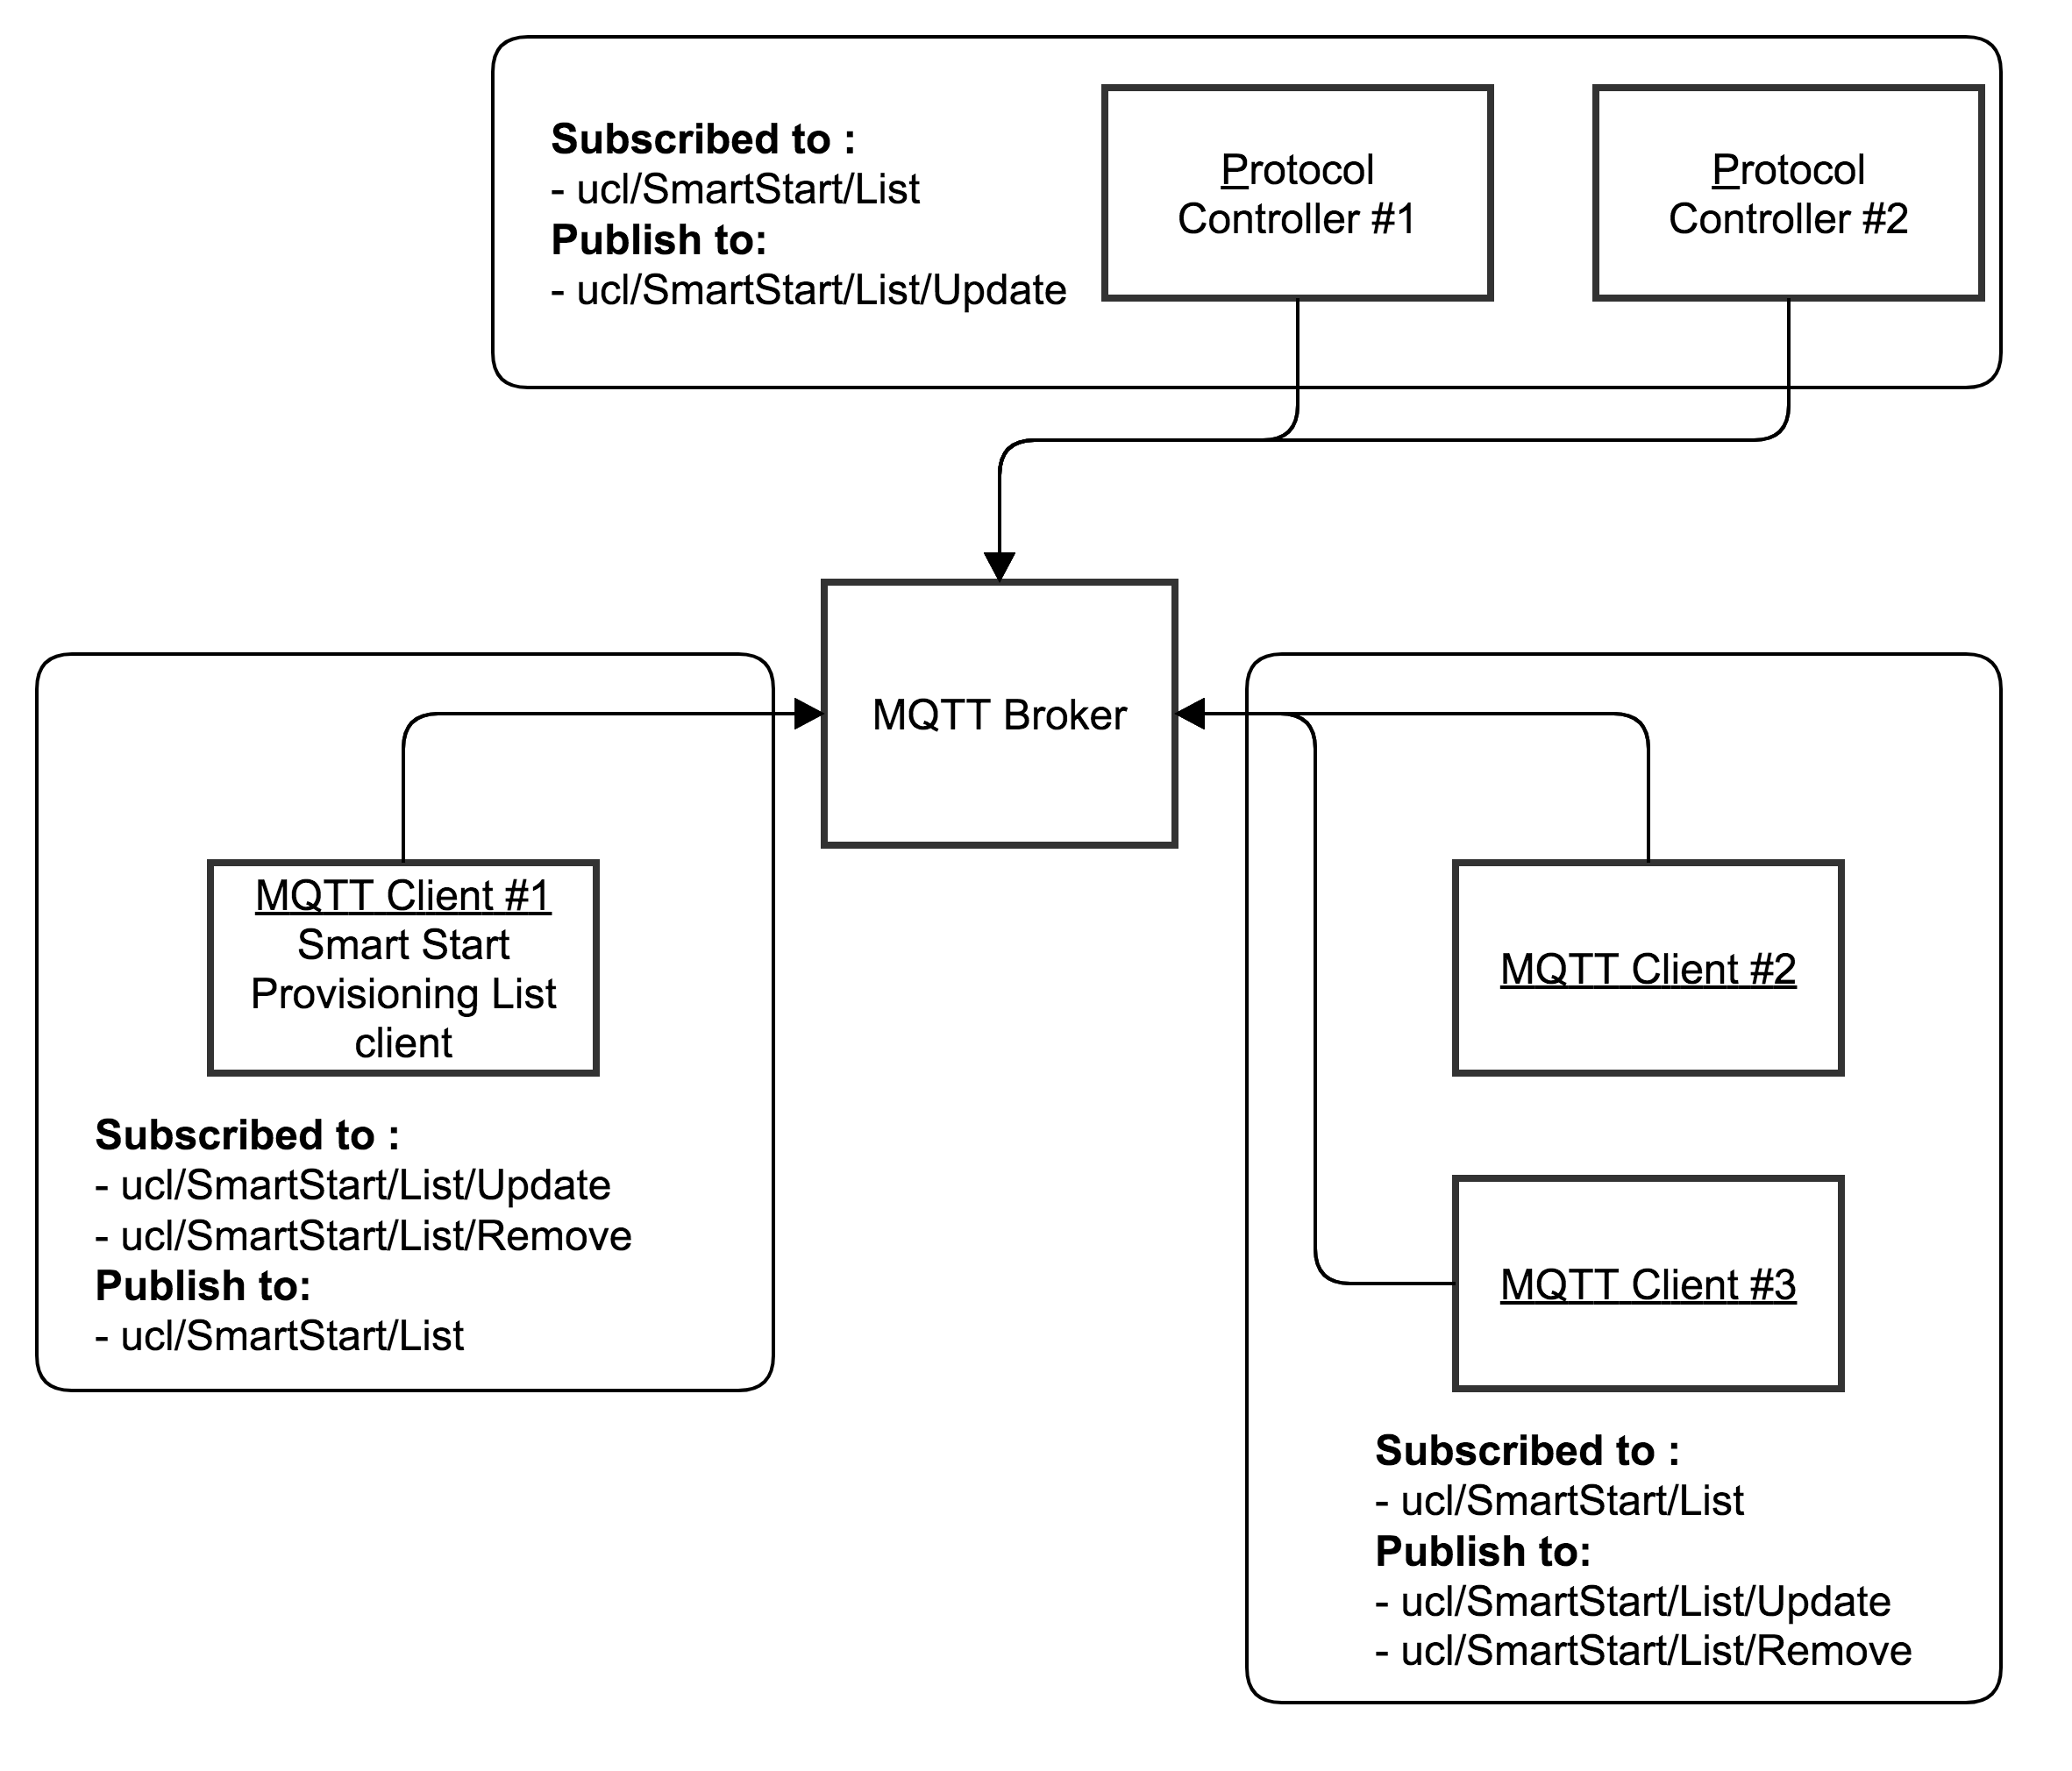 Subscribed to :
- ucl/SmartStart/List
Publish to:
- ucl/SmartStart/List/Update
Protocol
Controller #1
Protocol
Controller #2
MQTT Broker
MQTT Client #1
Smart Start
Provisioning List
client
Subscribed to :
- ucl/SmartStart/List/Update
- ucl/SmartStart/List/Remove
Publish to:
- ucl/SmartStart/List
MQTT Client #2
MQTT Client #3
Subscribed to :
- ucl/SmartStart/List
Publish to:
- ucl/SmartStart/List/Update
- ucl/SmartStart/List/Remove